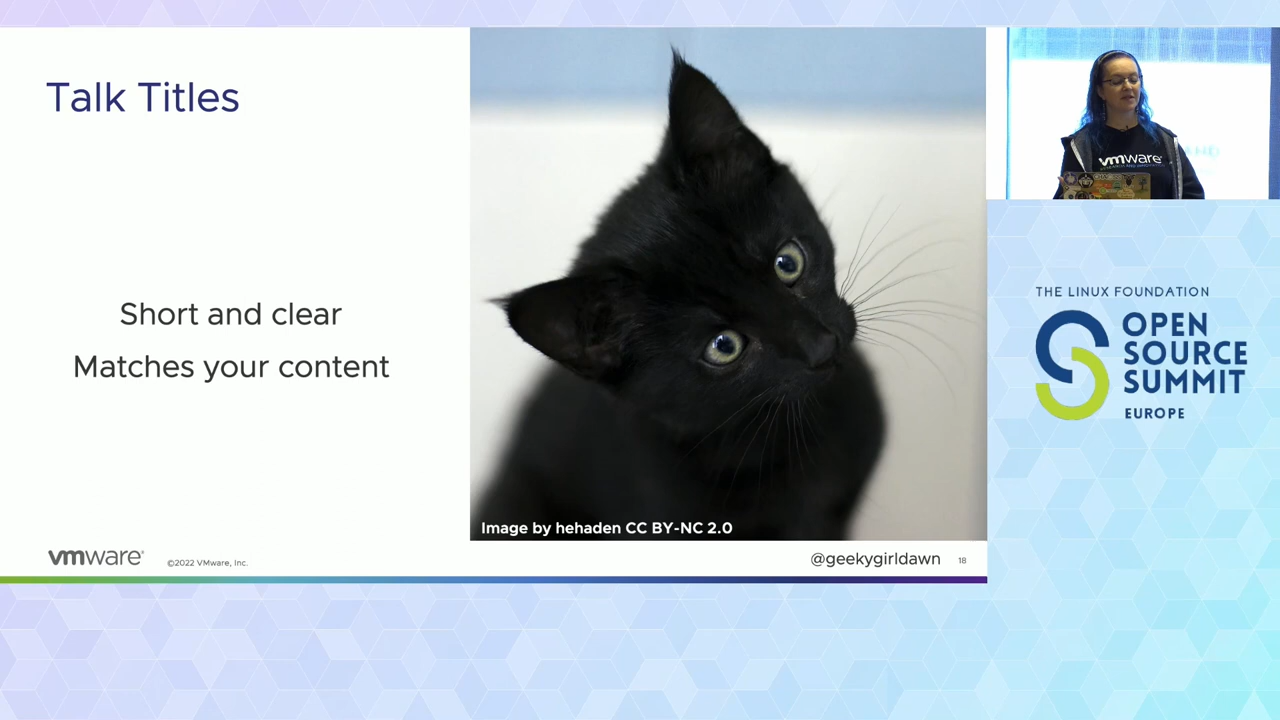 Talk Titles
Short and clear
Matches your content
Image by hehaden CC BY-NC 2.0
vmware®
©2022 VMware, Inc.
@geekygirldawn
18
vmware
THE LINUX FOUNDATION
OPEN
SOURCE
SUMMIT
EUROPE